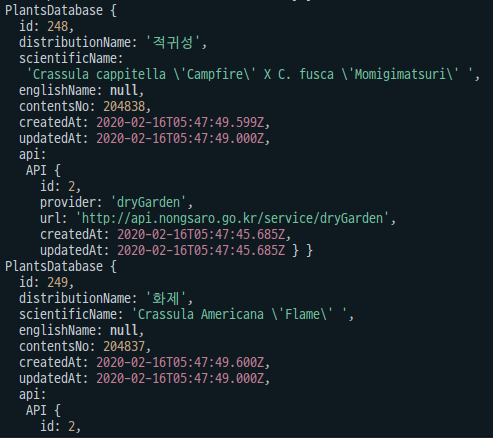 PlantsDatabase {
  id: 248,
  distributionName: '적귀성',
  scientificName:
   'Crassula cappitella \'Campfire\' X C. fusca \'Momigimatsuri\' ',
  englishName: null,
  contentsNo: 204838,
  createdAt: 2020-02-16T05:47:49.599Z,
  updatedAt: 2020-02-16T05:47:49.000Z,
  api:
   API {
     id: 2,
     provider: 'dryGarden',
     url: 'http://api.nongsaro.go.kr/service/dryGarden',
     createdAt: 2020-02-16T05:47:45.685Z,
     updatedAt: 2020-02-16T05:47:45.685Z } }
PlantsDatabase {
  id: 249,
  distributionName: '화제',
  scientificName: 'Crassula Americana \'Flame\' ',
  englishName: null,
  contentsNo: 204837,
  createdAt: 2020-02-16T05:47:49.600Z,
  updatedAt: 2020-02-16T05:47:49.000Z,
  api:
   API {
     id: 2,